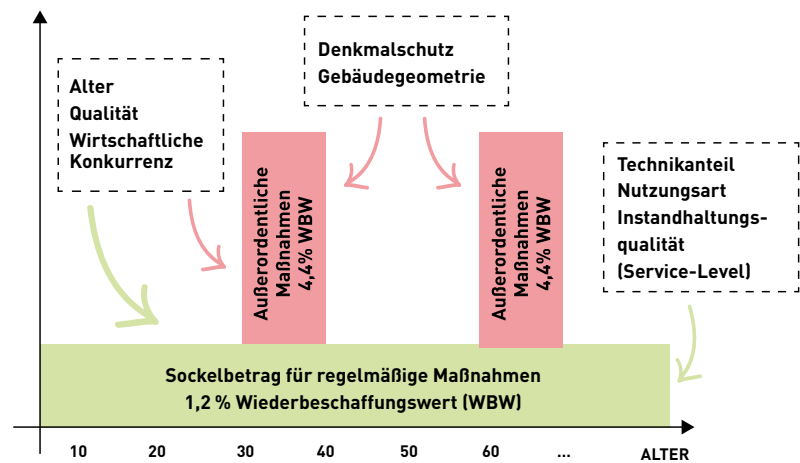 Denkmalschutz
Gebäudegeometrie
Alter
Qualität
Wirtschaftliche
Konkurrenz
Technikanteil
Nutzungsart
Instandhaltungs-
qualität
(Service-Level)
Außerordentliche
Maßnahmen
4,4% WBW
Außerordentliche
Maßnahmen
4,4% WBW
Sockelbetrag für regelmäßige Maßnahmen
1,2 % Wiederbeschaffungswert (WBW)
10 20 30 40 50 60 ... ALTER